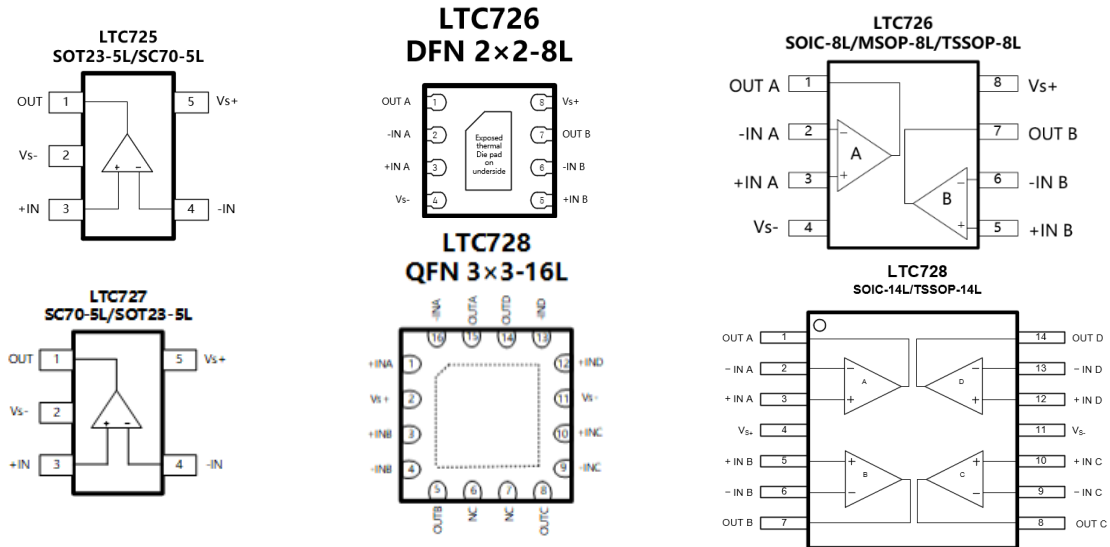 LTC725
SOT23-5L/SC70-5L
OUT 1 5 Vs+
Vs- 2
+IN 3 4 -IN
+ -
LTC726
DFN 2×2-8L
OUT A 1 8 Vs+
-IN A 2 7 OUT B
+IN A 3 6 -IN B
Vs- 4 5 +IN B
Exposed
thermal
Die pad
on
underside
LTC726
SOIC-8L/MSOP-8L/TSSOP-8L
OUT A 1 8 Vs+
-IN A 2 − 7 OUT B
A
+IN A 3 + − 6 -IN B
B
Vs- 4 + 5 +IN B
LTC727
SC70-5L/SOT23-5L
OUT 1 5 Vs+
Vs- 2
+ −
+IN 3 4 -IN
LTC728
QFN 3×3-16L
-INA OUTA OUTD -IND
16 15 14 13
+INA 1 12 +IND
Vs+ 2 11 Vs-
+INB 3 10 +INC
-INB 4 9 -INC
5 6 7 8
OUTB NC NC OUTC
LTC728
SOIC-14L/TSSOP-14L
OUT A 1 14 OUT D
− IN A 2 − − 13 − IN D
A D
+ IN A 3 + + 12 + IN D
VS+ 4 11 VS-
+ IN B 5 + + 10 + IN C
B C
− IN B 6 − − 9 − IN C
OUT B 7 8 OUT C